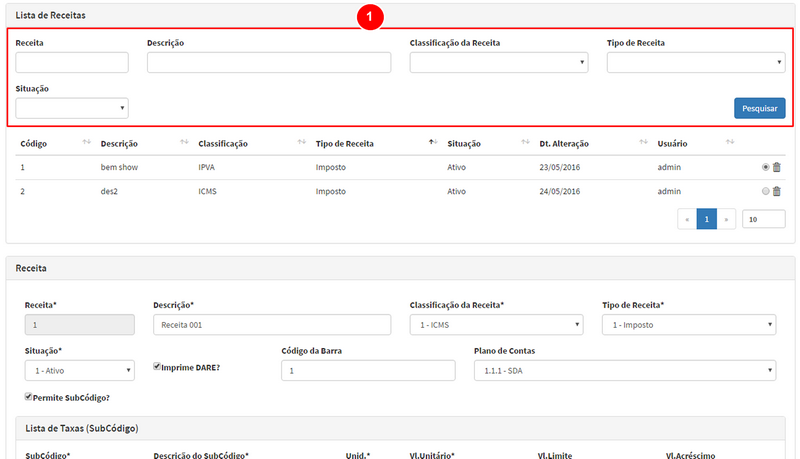 Lista de Receitas
1
Receita Descrição Classificação da Receita Tipo de Receita
Situação
Pesquisar
Código Descrição Classificação Tipo de Receita Situação Dt. Alteração Usuário
1 bem show IPVA Imposto Ativo 23/05/2016 admin
2 des2 ICMS Imposto Ativo 24/05/2016 admin
« 1 » 10
Receita
Receita* Descrição* Classificação da Receita* Tipo de Receita*
1 Receita 001 1 - ICMS 1 - Imposto
Situação* Código da Barra Plano de Contas
1 - Ativo Imprime DARE? 1 1.1.1 - SDA
Permite SubCódigo?
Lista de Taxas (SubCódigo)
SubCódigo* Descrição do SubCódigo* Unid.* Vl.Unitário* Vl.Limite Vl.Acréscimo